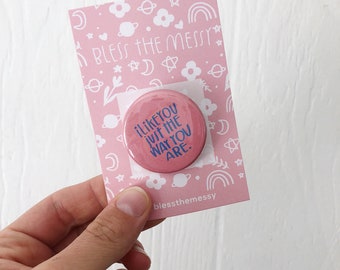 BLESS THE MESSY
i LiKE YOU
JUST THE
WAY YOU
ARE.
blessthemessy